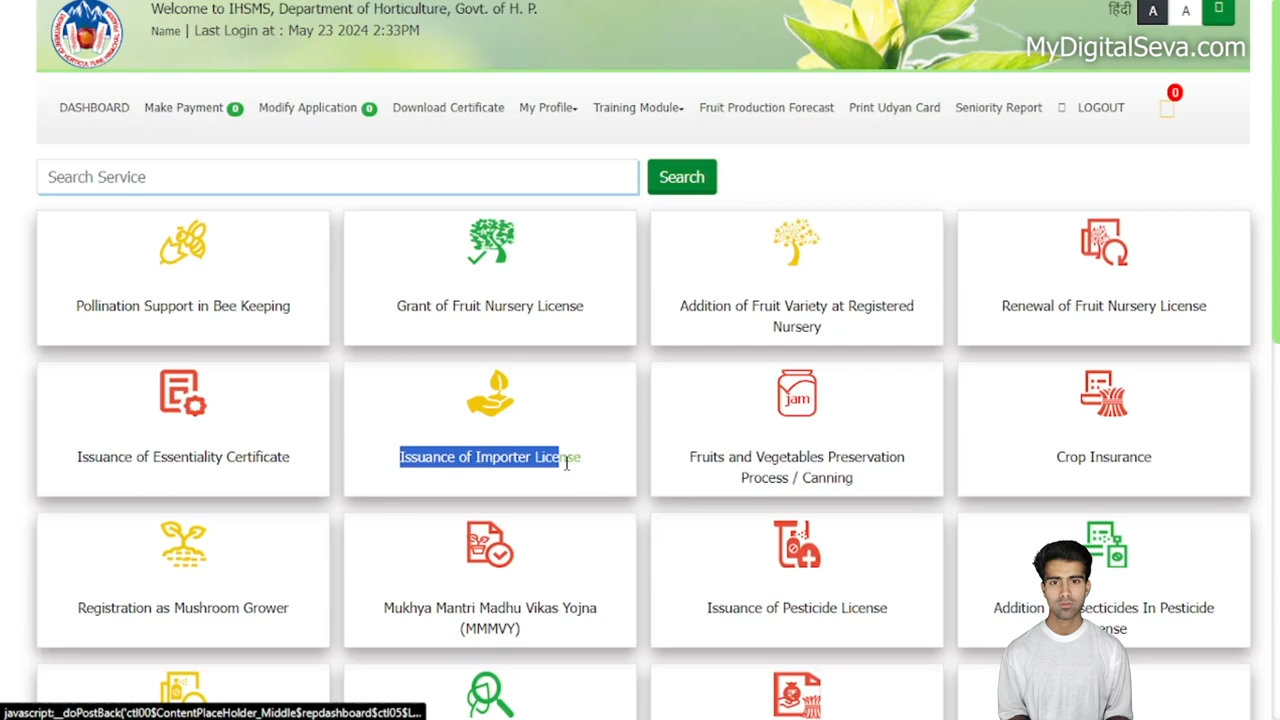 Welcome to IHSMS, Department of Horticulture, Govt. of H. P.
Name | Last Login at : May 23 2024 2:33PM
हिंदी A A
MyDigitalSeva.com
DASHBOARD Make Payment 0 Modify Application 0 Download Certificate My Profile Training Module Fruit Production Forecast Print Udyan Card Seniority Report LOGOUT 0
Search Service Search
Pollination Support in Bee Keeping
Grant of Fruit Nursery License
Addition of Fruit Variety at Registered
Nursery
Renewal of Fruit Nursery License
Issuance of Essentiality Certificate
Issuance of Importer License
jam
Fruits and Vegetables Preservation
Process / Canning
Crop Insurance
Registration as Mushroom Grower
Mukhya Mantri Madhu Vikas Yojna
(MMMVY)
Issuance of Pesticide License
Addition secticides In Pesticide
ense
javascript:__doPostBack('ctl00$ContentPlaceHolder_Middle$repdashboard$ctl05$L...